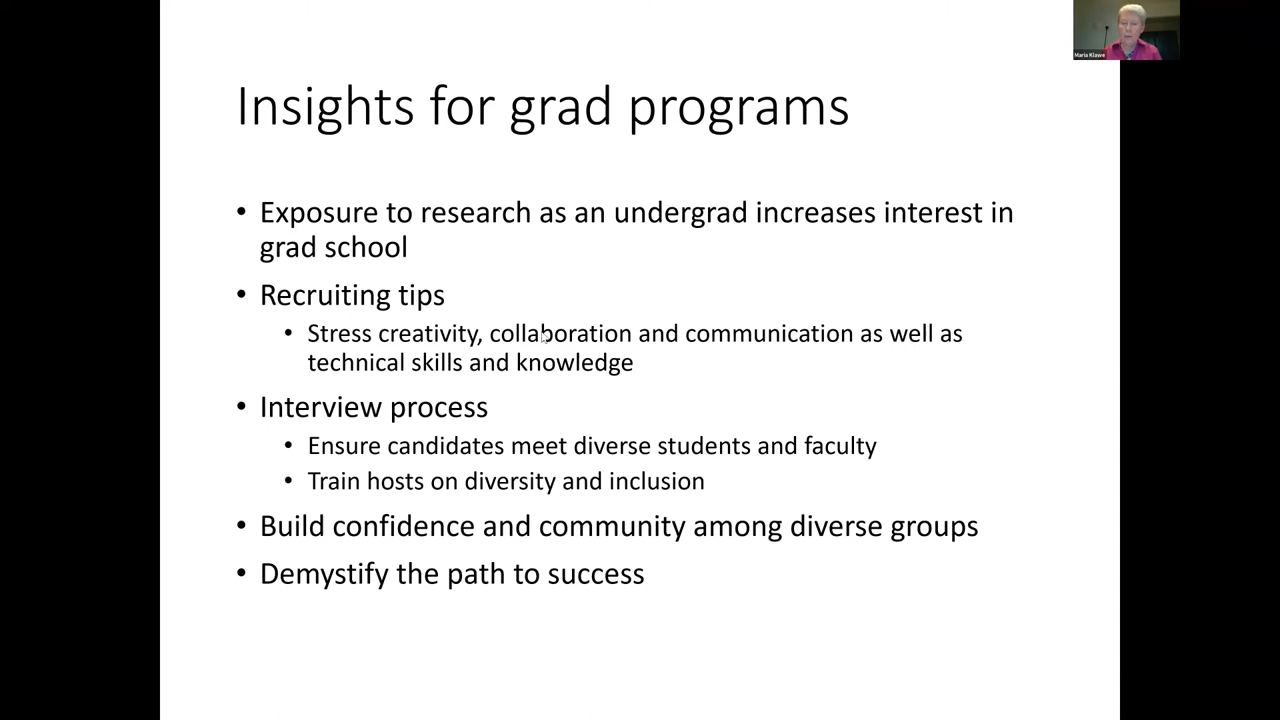 Maria Klawe
Insights for grad programs
• Exposure to research as an undergrad increases interest in
grad school
• Recruiting tips
• Stress creativity, collaboration and communication as well as
technical skills and knowledge
• Interview process
• Ensure candidates meet diverse students and faculty
• Train hosts on diversity and inclusion
• Build confidence and community among diverse groups
• Demystify the path to success